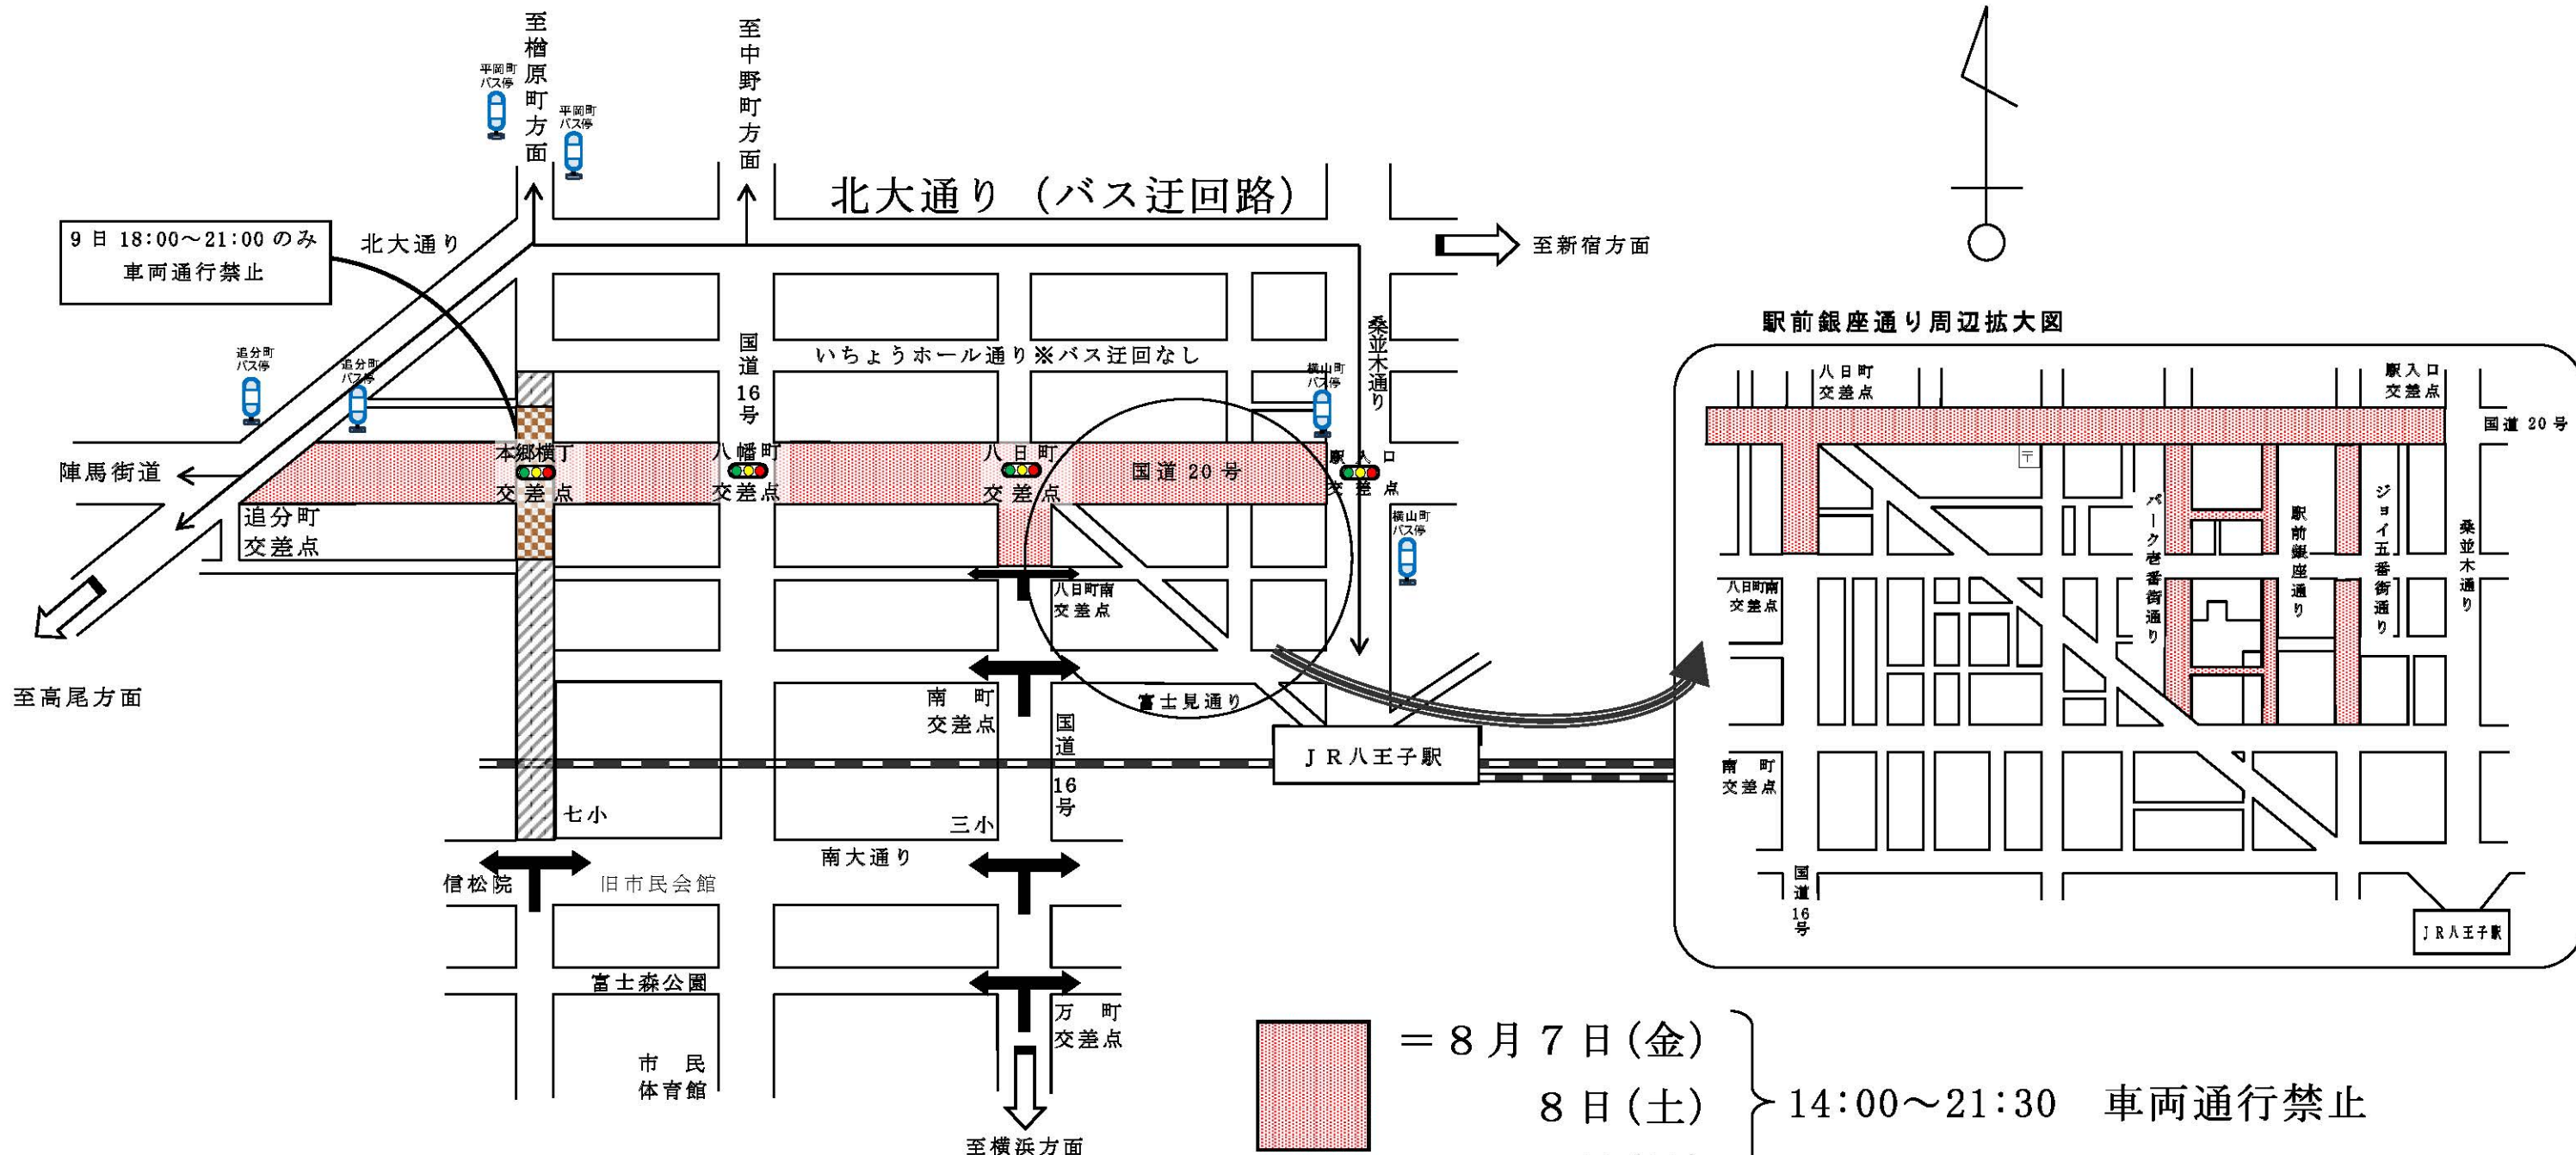 至檜原町方面
至中野町方面
平岡町
バス停
平岡町
バス停
北大通り（バス迂回路）
9日 18:00～21:00 のみ
車両通行禁止
北大通り
至新宿方面
駅前銀座通り周辺拡大図
桑並木通り
国道16号
いちょうホール通り※バス迂回なし
追分町
バス停
追分町
バス停
横山町
バス停
陣馬街道
本郷横丁
交差点
八幡町
交差点
八日町
交差点
国道 20 号
駅入口
交差点
追分町
交差点
横山町
バス停
八日町南
交差点
至高尾方面
南町
交差点
富士見通り
国道16号
ＪＲ八王子駅
七小
三小
南大通り
信松院
旧市民会館
富士森公園
万町
交差点
市民
体育館
至横浜方面
八日町
交差点
駅入口
交差点
国道 20 号
〒
パーク壱番街通り
駅前銀座通り
ジョイ五番街通り
桑並木通り
八日町南
交差点
南町
交差点
国道16号
ＪＲ八王子駅
＝８月７日(金)
８日(土)
14:00～21:30　車両通行禁止